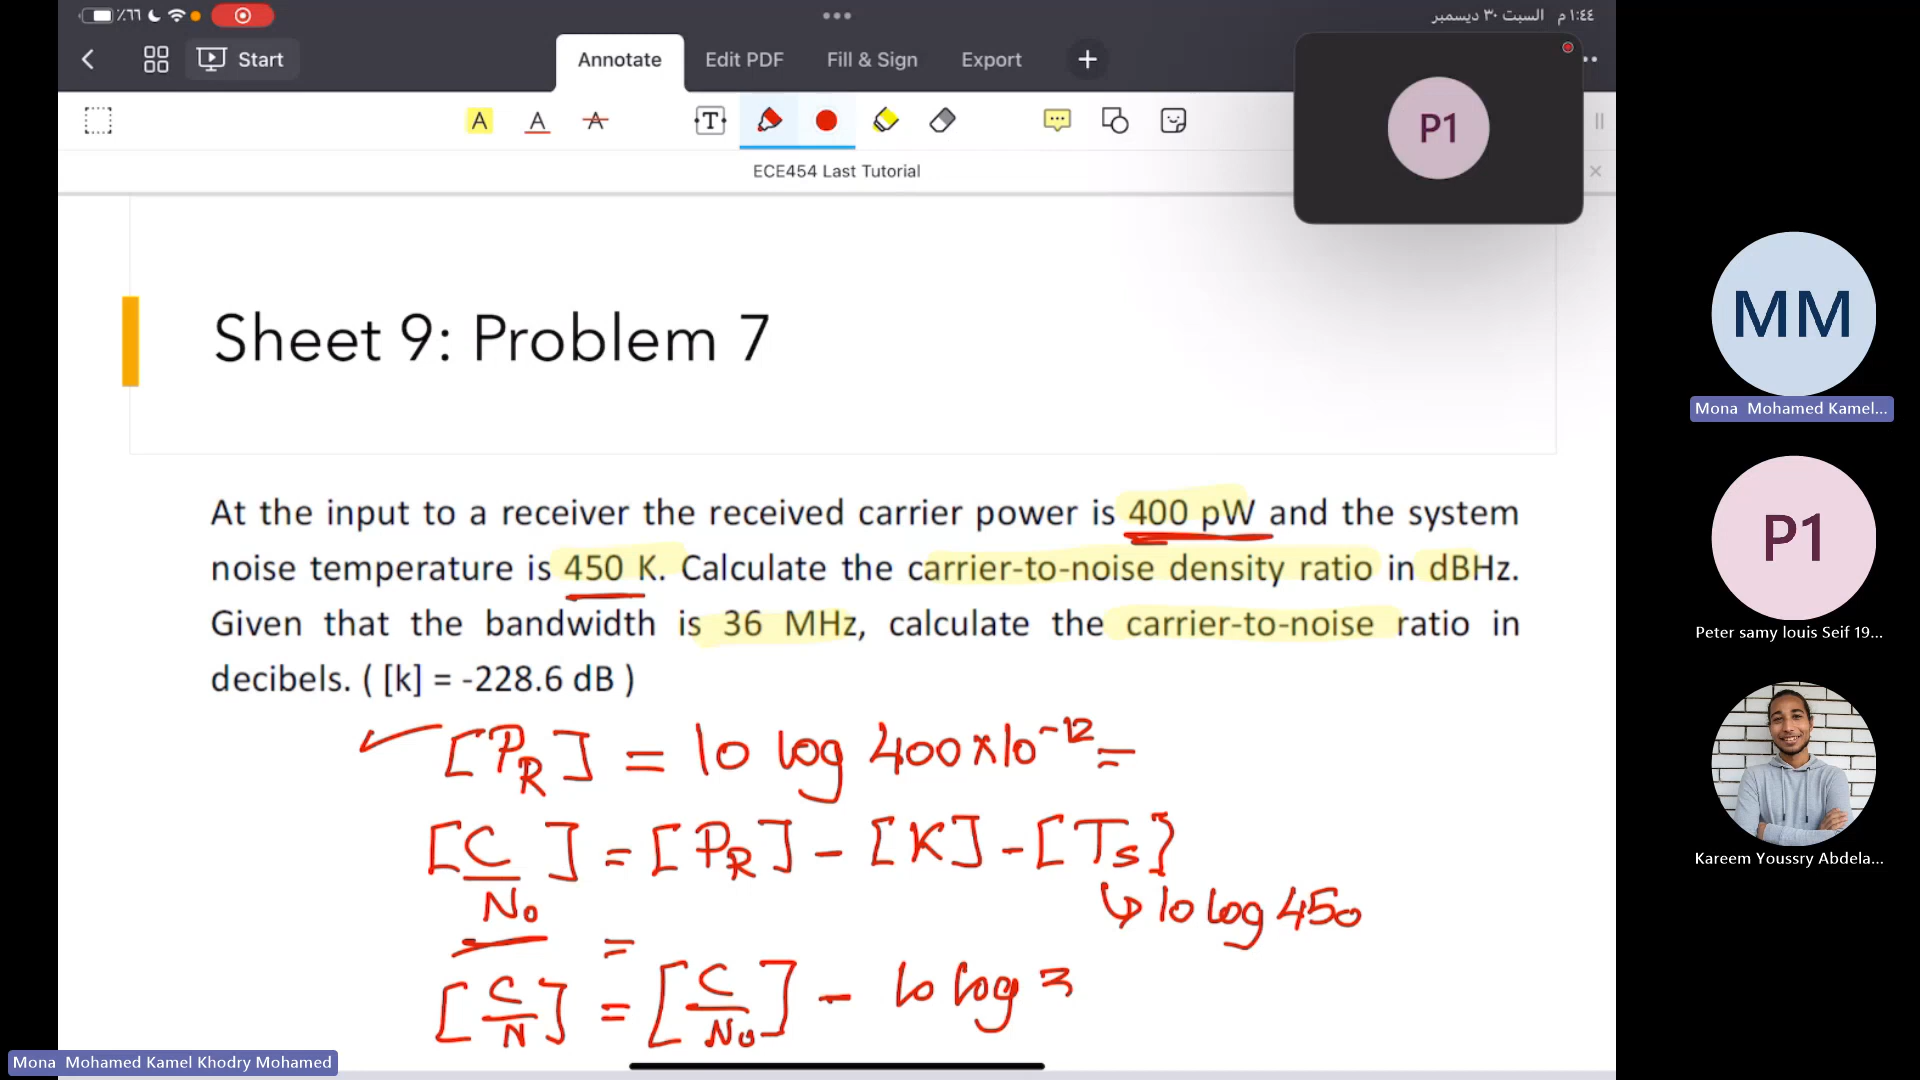 ٪٦٦
١:٤٤ م السبت ٣٠ ديسمبر
Start
Annotate
Edit PDF
Fill & Sign
Export
A A A T
ECE454 Last Tutorial
P1
Sheet 9: Problem 7
At the input to a receiver the received carrier power is 400 pW and the system
noise temperature is 450 K. Calculate the carrier-to-noise density ratio in dBHz.
Given that the bandwidth is 36 MHz, calculate the carrier-to-noise ratio in
decibels. ( [k] = -228.6 dB )
[P_R] = 10 log 400×10^-12 =
[C/No] = [P_R] - [K] - [Ts]
↳ 10 log 450
=
[C/N] = [C/No] - 10 log 3
MM
Mona Mohamed Kamel...
P1
Peter samy louis Seif 19...
Kareem Youssry Abdela...
Mona Mohamed Kamel Khodry Mohamed